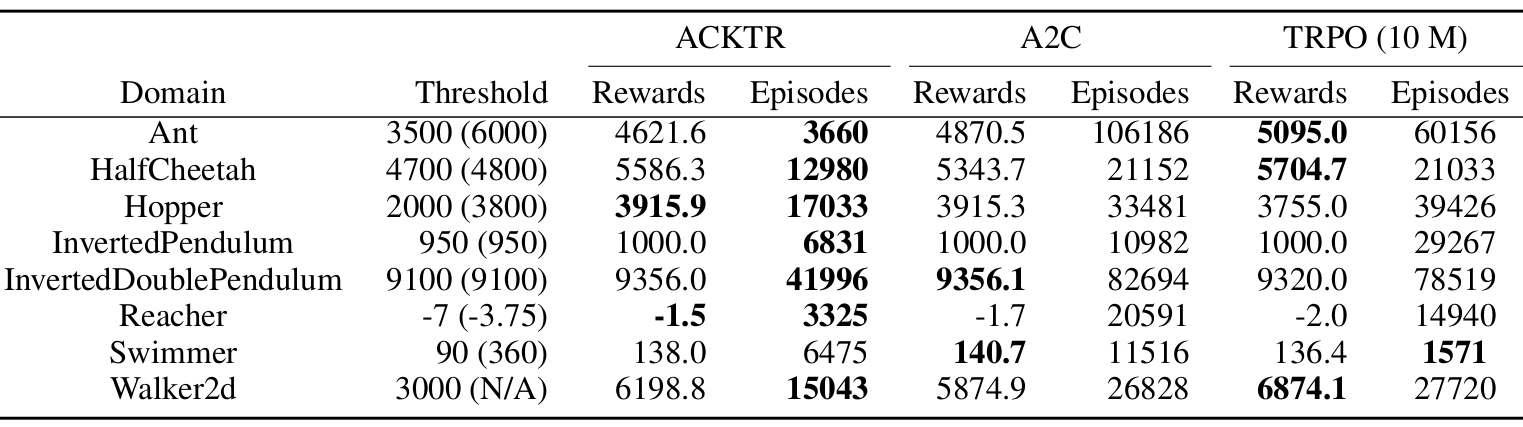 ACKTR A2C TRPO (10 M)
Domain Threshold Rewards Episodes Rewards Episodes Rewards Episodes
Ant 3500 (6000) 4621.6 3660 4870.5 106186 5095.0 60156
HalfCheetah 4700 (4800) 5586.3 12980 5343.7 21152 5704.7 21033
Hopper 2000 (3800) 3915.9 17033 3915.3 33481 3755.0 39426
InvertedPendulum 950 (950) 1000.0 6831 1000.0 10982 1000.0 29267
InvertedDoublePendulum 9100 (9100) 9356.0 41996 9356.1 82694 9320.0 78519
Reacher -7 (-3.75) -1.5 3325 -1.7 20591 -2.0 14940
Swimmer 90 (360) 138.0 6475 140.7 11516 136.4 1571
Walker2d 3000 (N/A) 6198.8 15043 5874.9 26828 6874.1 27720